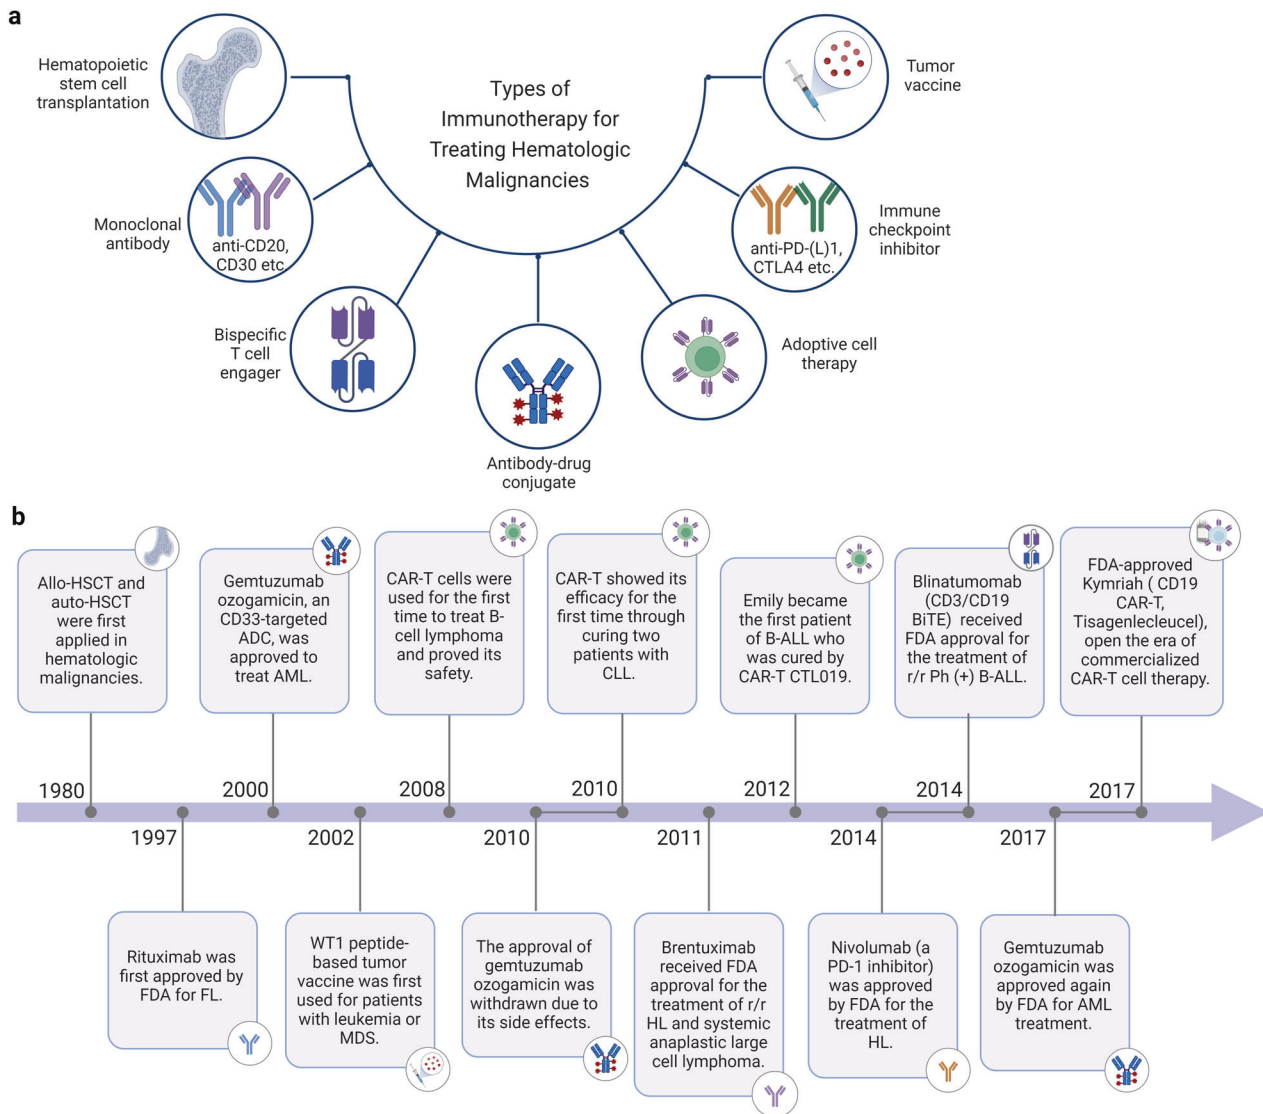 a
Types of
Immunotherapy for
Treating Hematologic
Malignancies
Hematopoietic
stem cell
transplantation
Monoclonal
antibody
anti-CD20,
CD30 etc
Bispecific
T cell
engager
Antibody-drug
conjugate
Adoptive cell
therapy
anti-PD-(L)1,
CTLA4 etc.
Immune
checkpoint
inhibitor
Tumor
vaccine
b
Allo-HSCT and
auto-HSCT
were first
applied in
hematologic
malignancies.
Gemtuzumab
ozogamicin, an
CD33-targeted
ADC, was
approved to
treat AML.
CAR-T cells were
used for the first
time to treat B-
cell lymphoma
and proved its
safety.
CAR-T showed its
efficacy for the
first time through
curing two
patients with
CLL.
Emily became
the first patient
of B-ALL who
was cured by
CAR-T CTL019.
Blinatumomab
(CD3/CD19
BiTE) received
FDA approval for
the treatment of
r/r Ph (+) B-ALL.
FDA-approved
Kymriah ( CD19
CAR-T,
Tisagenlecleucel),
open the era of
commercialized
CAR-T cell therapy.
1980
2000
2008
2010
2012
2014
2017
1997
2002
2010
2011
2014
2017
Rituximab was
first approved by
FDA for FL.
WT1 peptide-
based tumor
vaccine was first
used for patients
with leukemia or
MDS.
The approval of
gemtuzumab
ozogamicin was
withdrawn due to
its side effects.
Brentuximab
received FDA
approval for the
treatment of r/r
HL and systemic
anaplastic large
cell lymphoma.
Nivolumab (a
PD-1 inhibitor)
was approved
by FDA for the
treatment of
HL.
Gemtuzumab
ozogamicin was
approved again
by FDA for AML
treatment.